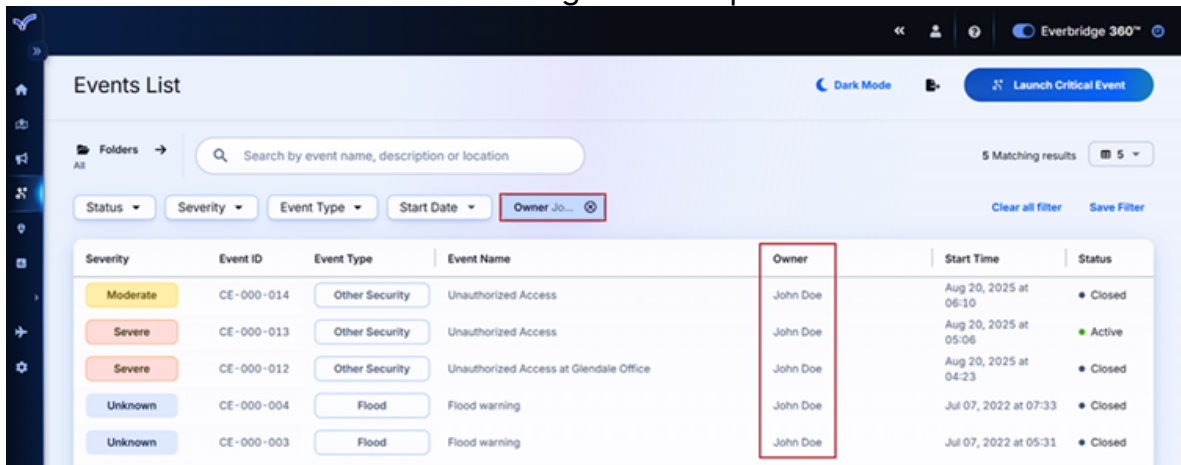 « Everbridge 360™
»
Events List Dark Mode Launch Critical Event
Folders → Search by event name, description or location 5 Matching results 5
All
Status Severity Event Type Start Date Owner Jo... Clear all filter Save Filter
Severity Event ID Event Type Event Name Owner Start Time Status
Moderate CE-000-014 Other Security Unauthorized Access John Doe Aug 20, 2025 at 06:10 Closed
Severe CE-000-013 Other Security Unauthorized Access John Doe Aug 20, 2025 at 05:06 Active
Severe CE-000-012 Other Security Unauthorized Access at Glendale Office John Doe Aug 20, 2025 at 04:23 Closed
Unknown CE-000-004 Flood Flood warning John Doe Jul 07, 2022 at 07:33 Closed
Unknown CE-000-003 Flood Flood warning John Doe Jul 07, 2022 at 05:31 Closed